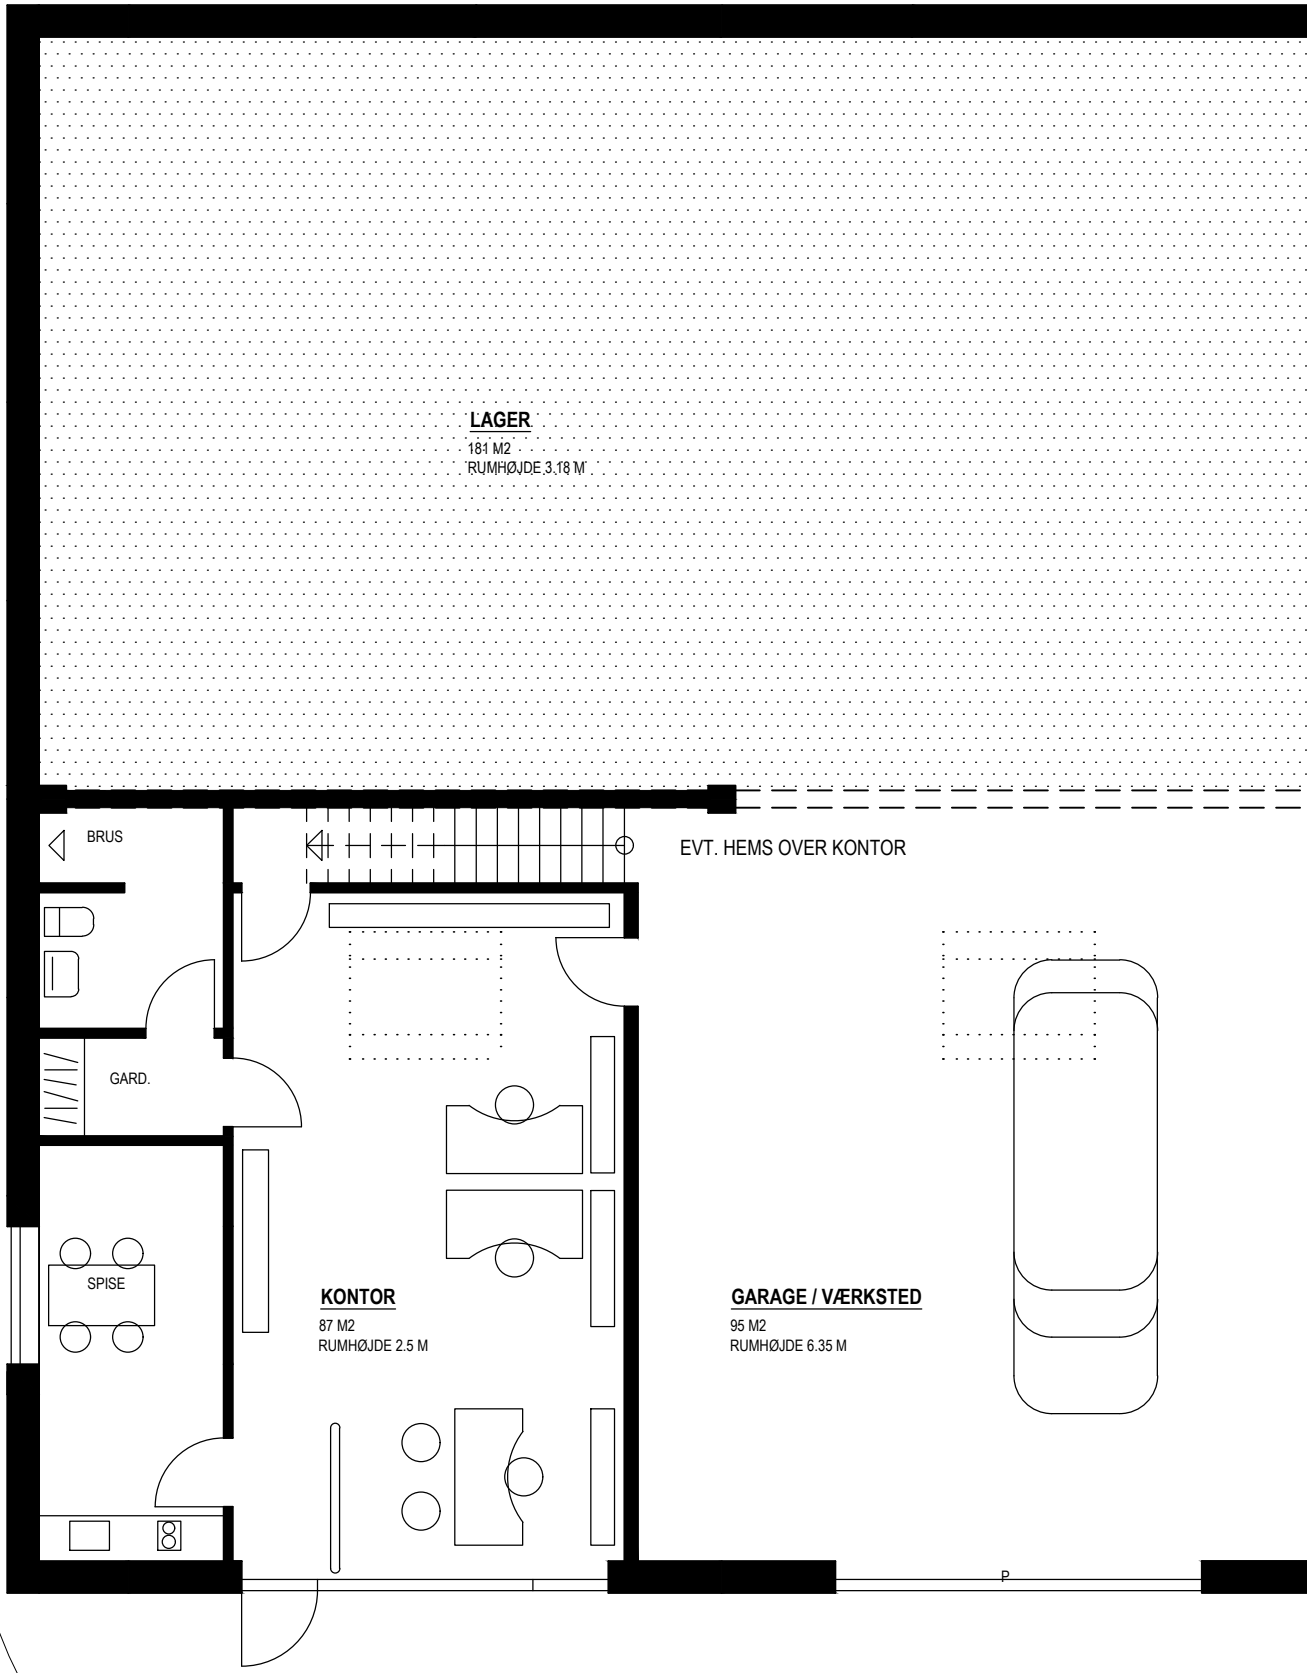 LAGER
181 M2
RUMHØJDE 3.18 M
BRUS
EVT. HEMS OVER KONTOR
GARD.
SPISE
KONTOR
87 M2
RUMHØJDE 2.5 M
GARAGE / VÆRKSTED
95 M2
RUMHØJDE 6.35 M
P